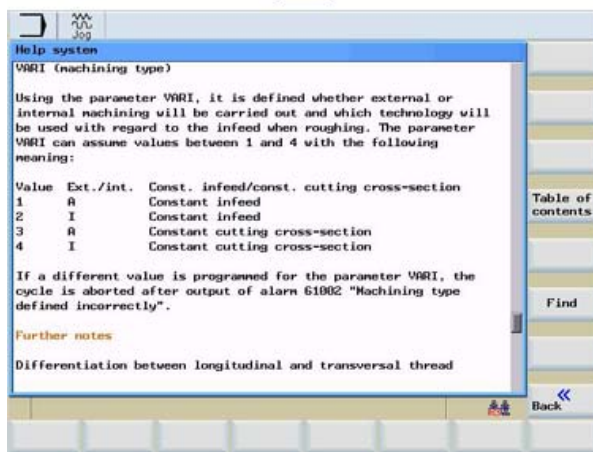 Jog
Help system
VARI (machining type)
Using the parameter VARI, it is defined whether external or
internal machining will be carried out and which technology will
be used with regard to the infeed when roughing. The parameter
VARI can assume values between 1 and 4 with the following
meaning:
Value Ext./int. Const. infeed/const. cutting cross-section
1 A Constant infeed
2 I Constant infeed
3 A Constant cutting cross-section
4 I Constant cutting cross-section
If a different value is programmed for the parameter VARI, the
cycle is aborted after output of alarm 61002 "Machining type
defined incorrectly".
Further notes
Differentiation between longitudinal and transversal thread
Table of
contents
Find
«
Back